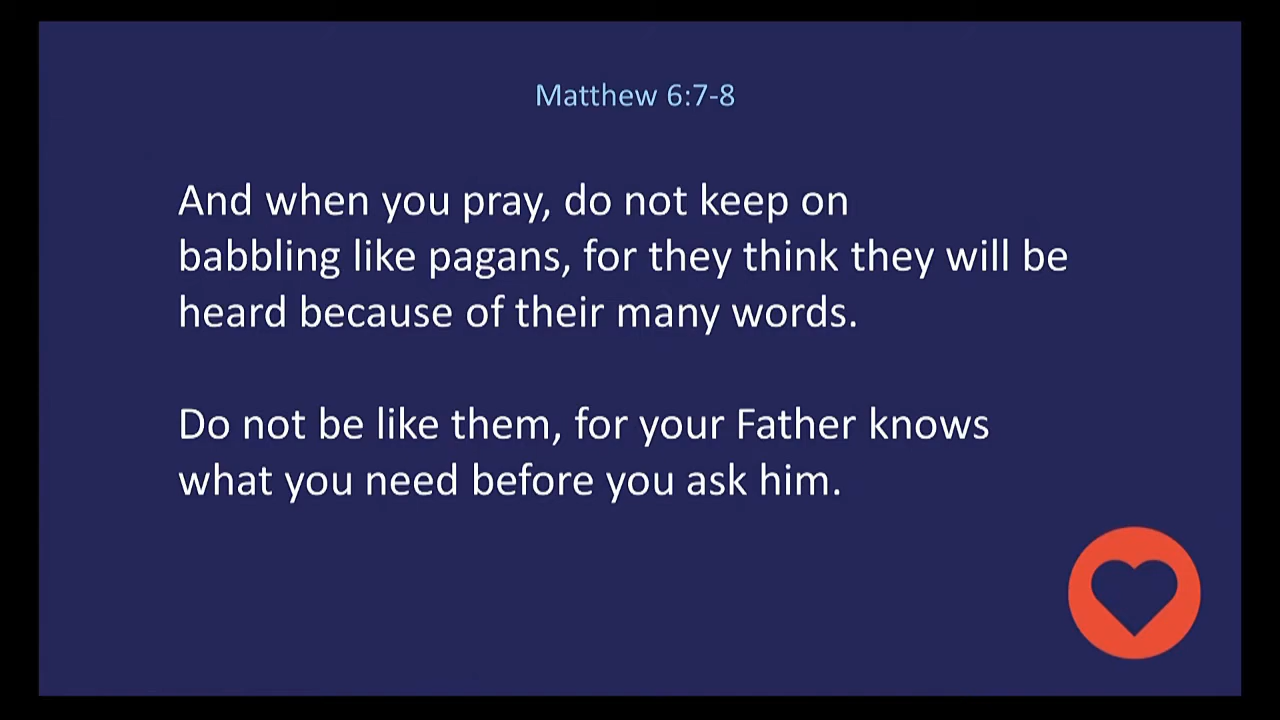 Matthew 6:7-8
And when you pray, do not keep on
babbling like pagans, for they think they will be
heard because of their many words.
Do not be like them, for your Father knows
what you need before you ask him.